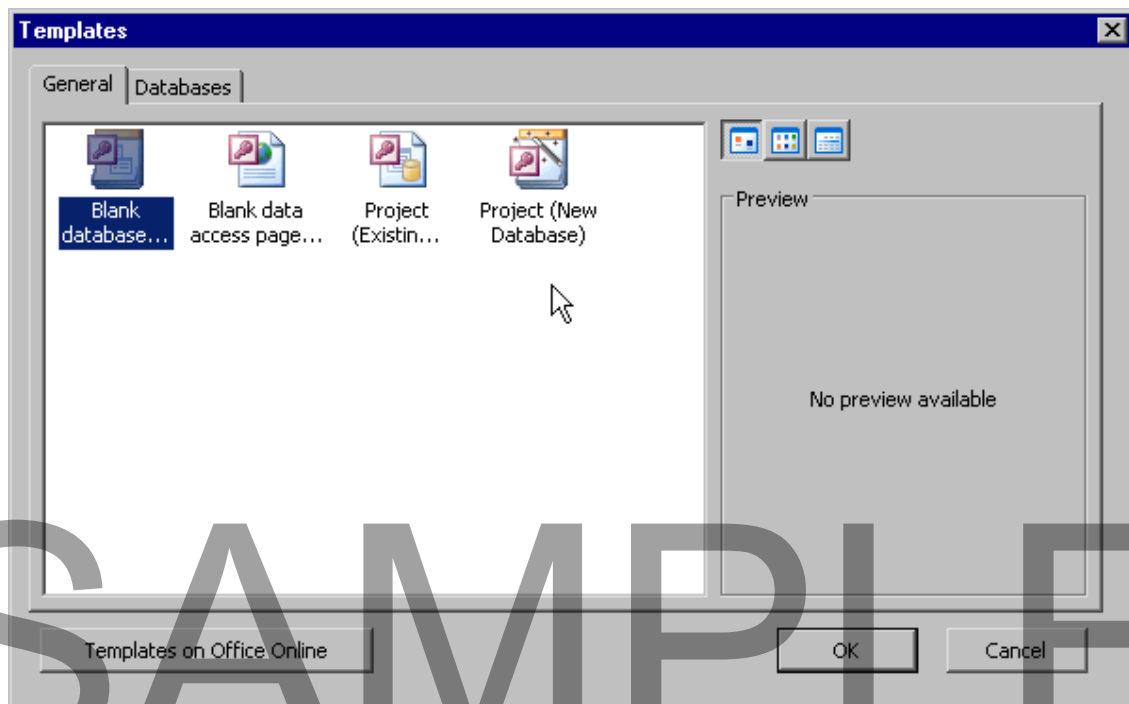 Templates
General
Databases
Blank
database...
Blank data
access page...
Project
(Existin...
Project (New
Database)
Preview
No preview available
Templates on Office Online
OK
Cancel
SAMPLE